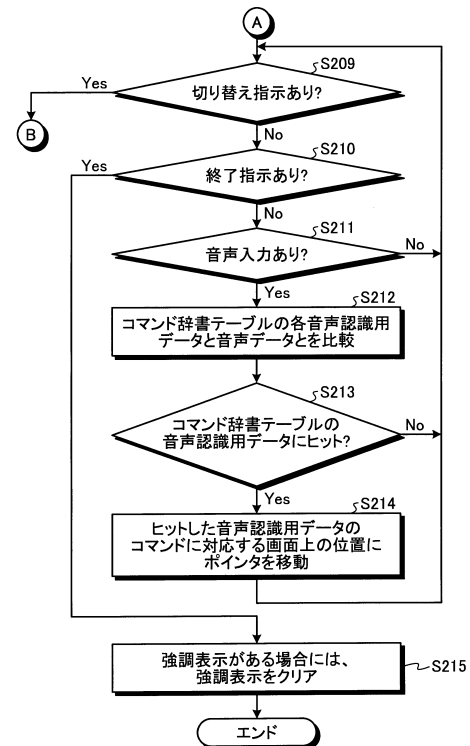 A
S209
Yes
切り替え指示あり?
B
No
S210
Yes
終了指示あり?
No
S211
音声入力あり?
No
Yes
S212
コマンド辞書テーブルの各音声認識用
データと音声データとを比較
S213
コマンド辞書テーブルの
音声認識用データにヒット?
No
Yes
S214
ヒットした音声認識用データの
コマンドに対応する画面上の位置に
ポインタを移動
強調表示がある場合には、
強調表示をクリア
S215
エンド